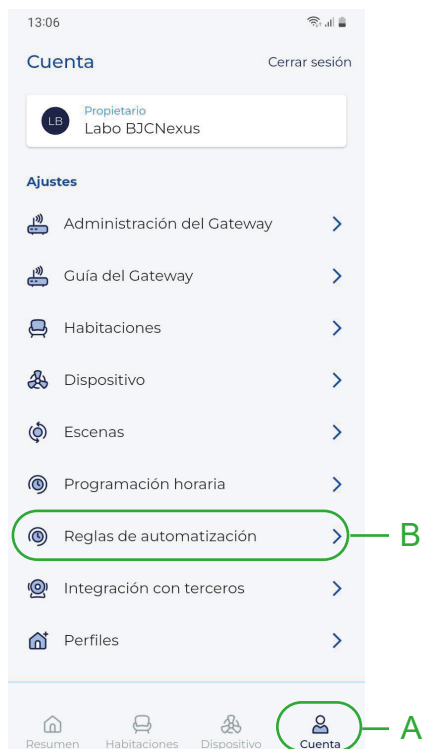 13:06
Cuenta
Cerrar sesión
LB
Propietario
Labo BJCNexus
Ajustes
Administración del Gateway
Guía del Gateway
Habitaciones
Dispositivo
Escenas
Programación horaria
Reglas de automatización
B
Integración con terceros
Perfiles
A
Resumen Habitaciones Dispositivo Cuenta